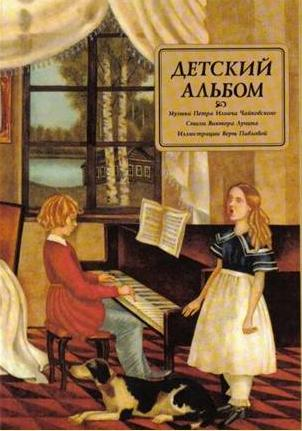 ДЕТСКИЙ
АЛЬБОМ
Музыка Петра Ильича Чайковского
Стихи Виктора Лунина
Иллюстрации Веры Павловой